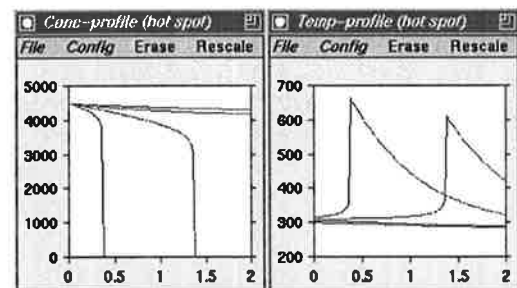 Conc-profile (hot spot)
File Config Erase Rescale
5000
4000
3000
2000
1000
0
0 0.5 1 1.5 2
Temp-profile (hot spot)
File Config Erase Rescale
700
600
500
400
300
200
0 0.5 1 1.5 2